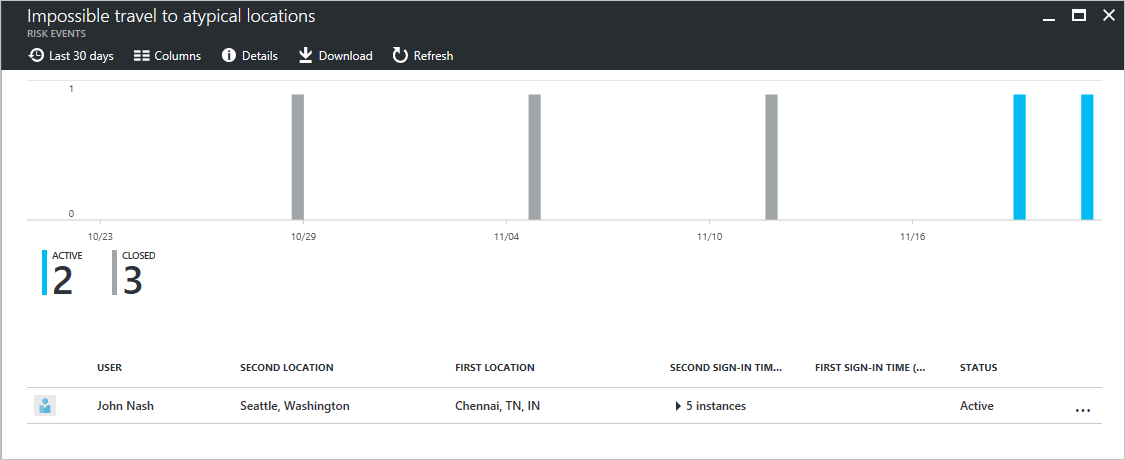 Impossible travel to atypical locations
RISK EVENTS
Last 30 days Columns Details Download Refresh
1
0
10/23 10/29 11/04 11/10 11/16
ACTIVE CLOSED
2 3
USER SECOND LOCATION FIRST LOCATION SECOND SIGN-IN TIM... FIRST SIGN-IN TIME (... STATUS
John Nash Seattle, Washington Chennai, TN, IN 5 instances Active ...